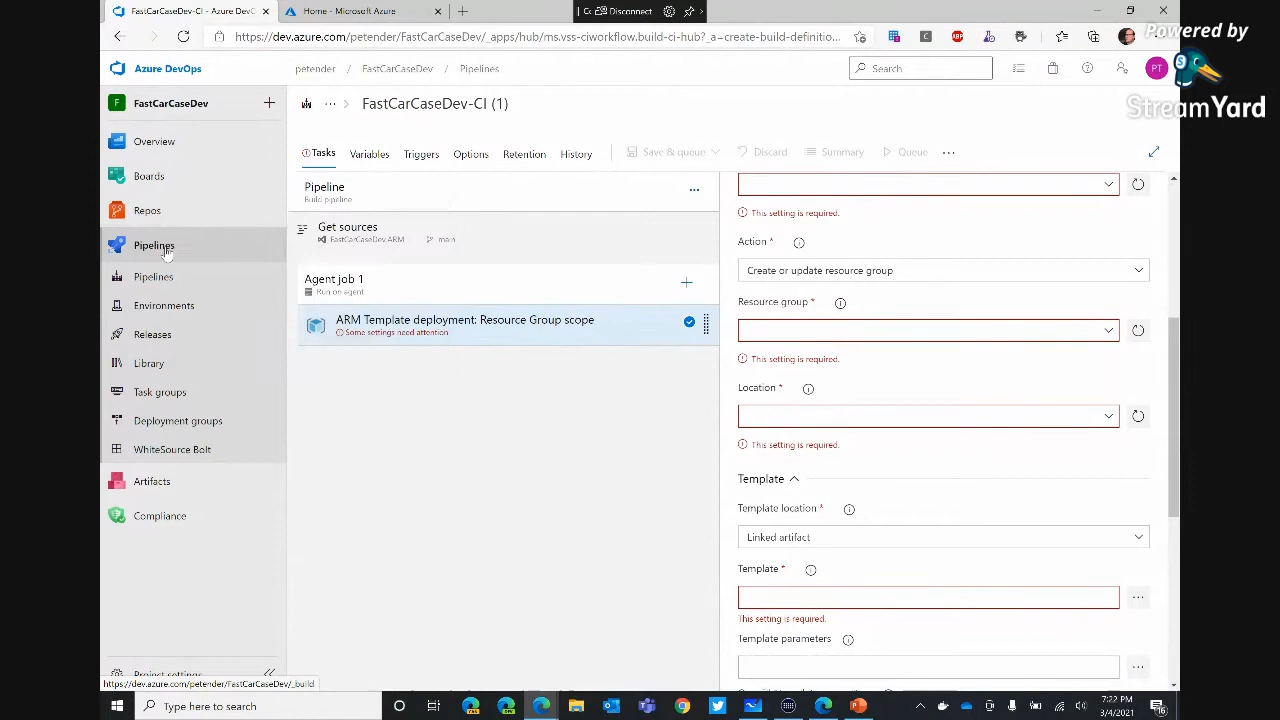 FastCarCaseDev-CI - Azure DevO
Home - Microsoft Azure
Disconnect
https://dev.azure.com/petender/FastCarCaseDev/_apps/hub/ms.vss-ciworkflow.build-ci-hub?_a=create-build-definitio...
Powered by
StreamYard
Azure DevOps
petender / FastCarCaseDev / Pipelines
Search
PT
F FastCarCaseDev
Overview
Boards
Repos
Pipelines
Pipelines
Environments
Releases
Library
Task groups
Deployment groups
WhiteSource Bolt
Artifacts
Compliance
Project settings
https://dev.azure.com/petender/FastCarCaseDev/_build
FastCarCaseDev-CI (1)
Tasks Variables Triggers Options Retention History
Save & queue Discard Summary Queue
Pipeline
Build pipeline
Get sources
FastCarCaseDev.ARM main
Agent job 1
Run on agent
ARM Template deployment: Resource Group scope
Some settings need attention
This setting is required.
Action *
Create or update resource group
Resource group *
This setting is required.
Location *
This setting is required.
Template
Template location *
Linked artifact
Template *
This setting is required.
Template parameters
Type here to search
7:22 PM
3/4/2021